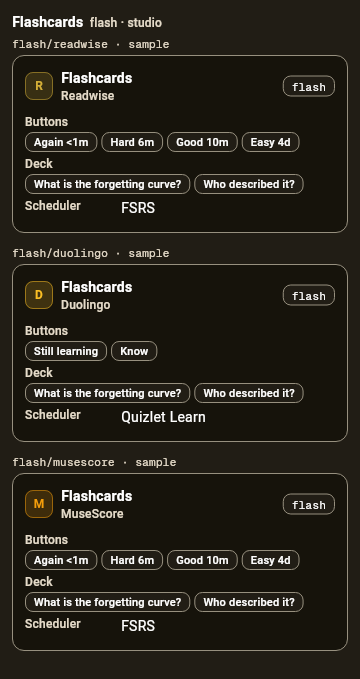 Flashcards flash · studio
flash/readwise · sample
R
Flashcards
Readwise
flash
Buttons
Again <1m Hard 6m Good 10m Easy 4d
Deck
What is the forgetting curve? Who described it?
Scheduler FSRS
flash/duolingo · sample
D
Flashcards
Duolingo
flash
Buttons
Still learning Know
Deck
What is the forgetting curve? Who described it?
Scheduler Quizlet Learn
flash/musescore · sample
M
Flashcards
MuseScore
flash
Buttons
Again <1m Hard 6m Good 10m Easy 4d
Deck
What is the forgetting curve? Who described it?
Scheduler FSRS